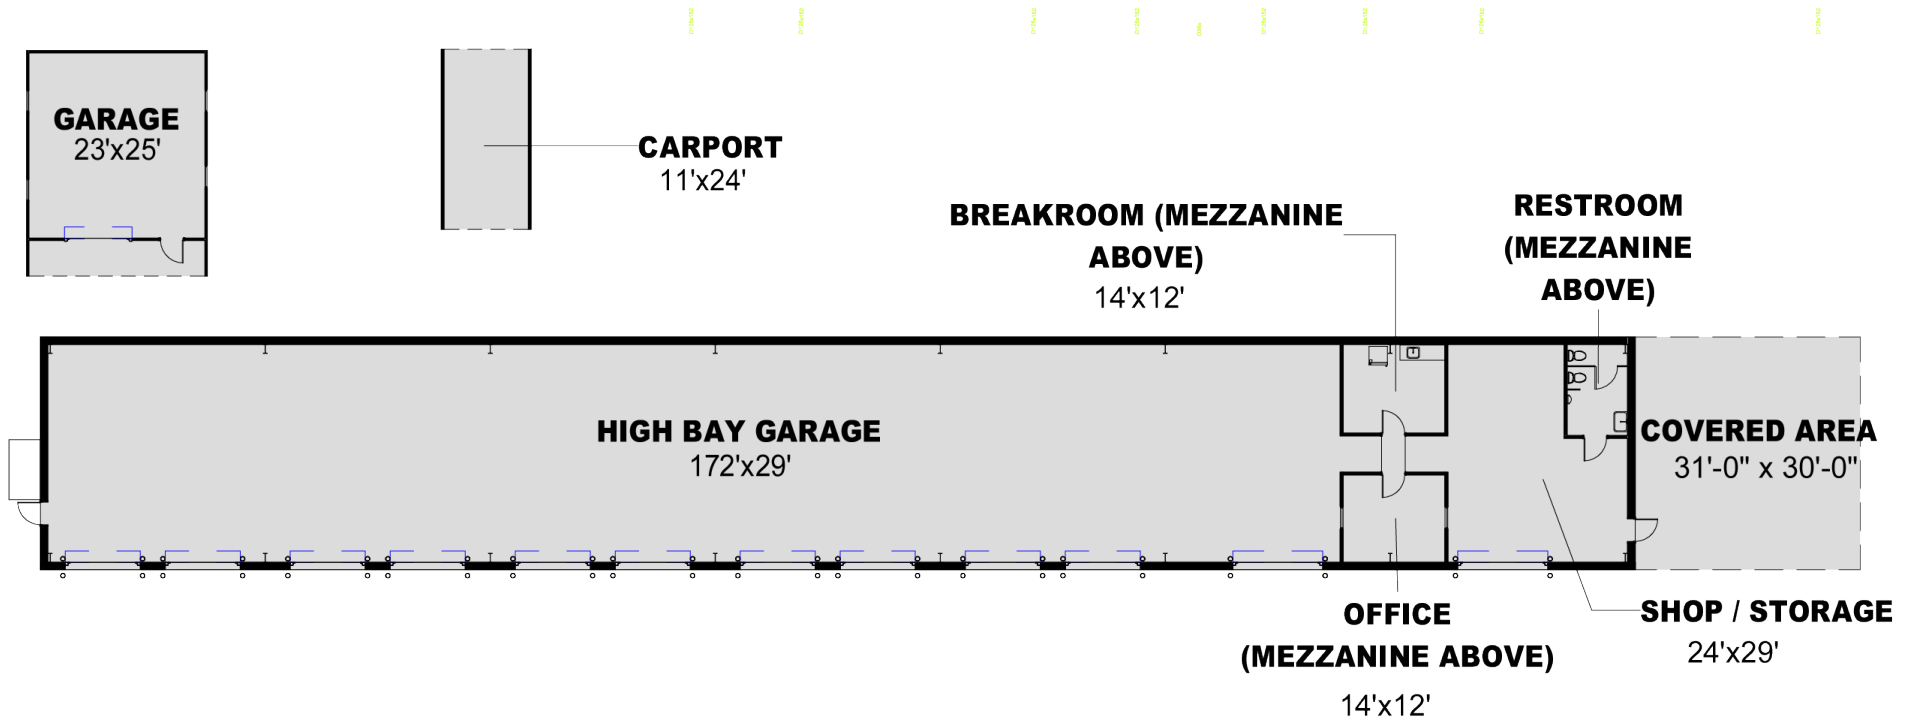 GARAGE
23'x25'
CARPORT
11'x24'
BREAKROOM (MEZZANINE
ABOVE)
14'x12'
RESTROOM
(MEZZANINE
ABOVE)
HIGH BAY GARAGE
172'x29'
COVERED AREA
31'-0" x 30'-0"
OFFICE
(MEZZANINE ABOVE)
14'x12'
SHOP / STORAGE
24'x29'